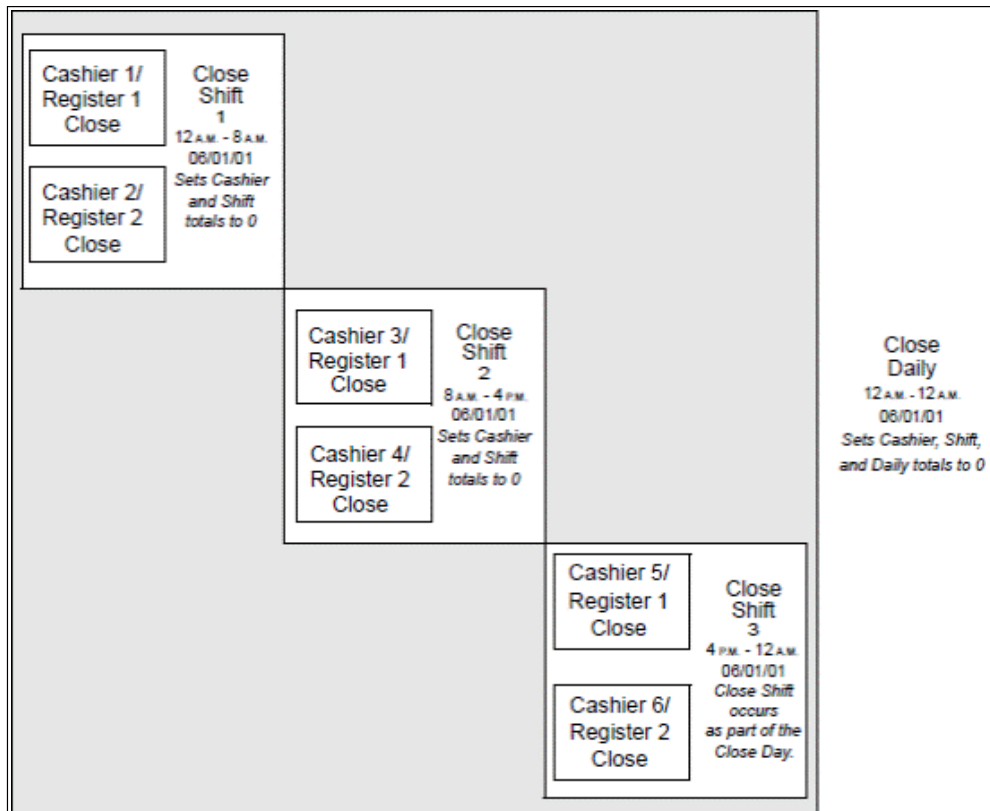 Cashier 1/
Register 1
Close
Cashier 2/
Register 2
Close
Close
Shift
1
12 A.M. - 8 A.M.
06/01/01
Sets Cashier
and Shift
totals to 0
Cashier 3/
Register 1
Close
Cashier 4/
Register 2
Close
Close
Shift
2
8 A.M. - 4 P.M.
06/01/01
Sets Cashier
and Shift
totals to 0
Cashier 5/
Register 1
Close
Cashier 6/
Register 2
Close
Close
Shift
3
4 P.M. - 12 A.M.
06/01/01
Close Shift
occurs
as part of the
Close Day.
Close
Daily
12 A.M. - 12 A.M.
06/01/01
Sets Cashier, Shift,
and Daily totals to 0